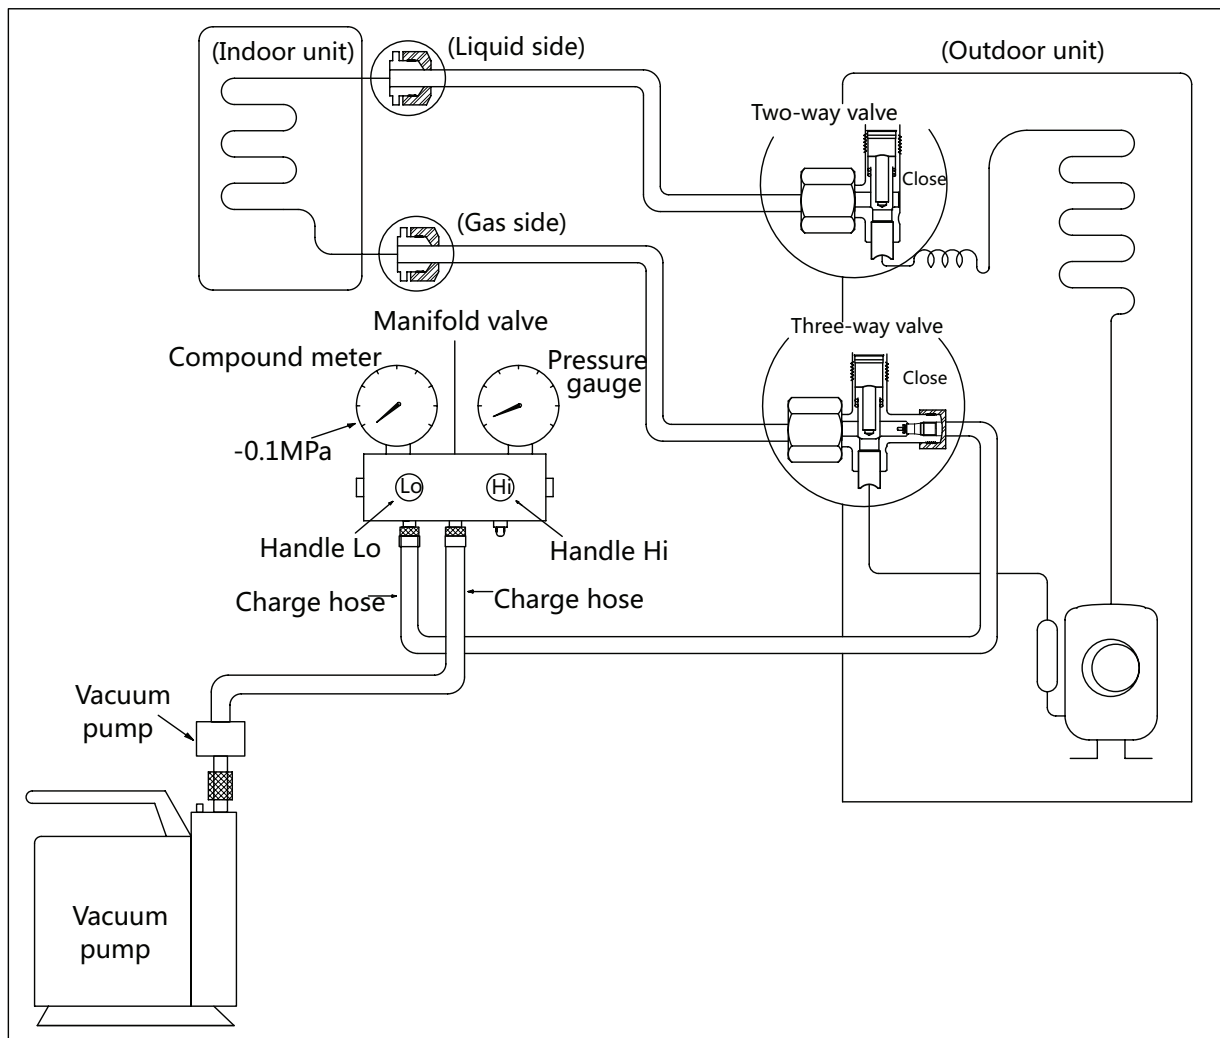 (Indoor unit)
(Liquid side)
(Outdoor unit)
Two-way valve
Close
(Gas side)
Manifold valve
Three-way valve
Compound meter
Pressure
gauge
Close
-0.1MPa
Lo
Hi
Handle Lo
Handle Hi
Charge hose
Charge hose
Vacuum
pump
Vacuum
pump